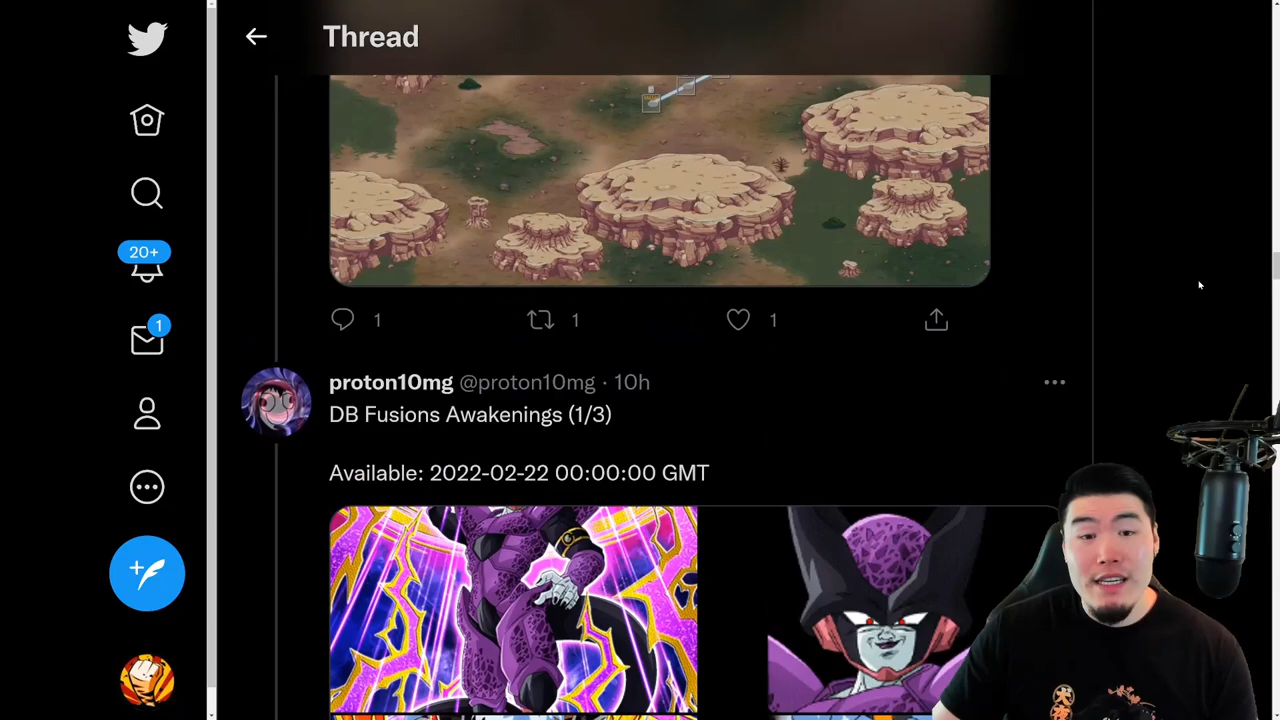 Thread
20+
1
1
1
1
proton10mg @proton10mg · 10h
DB Fusions Awakenings (1/3)
Available: 2022-02-22 00:00:00 GMT